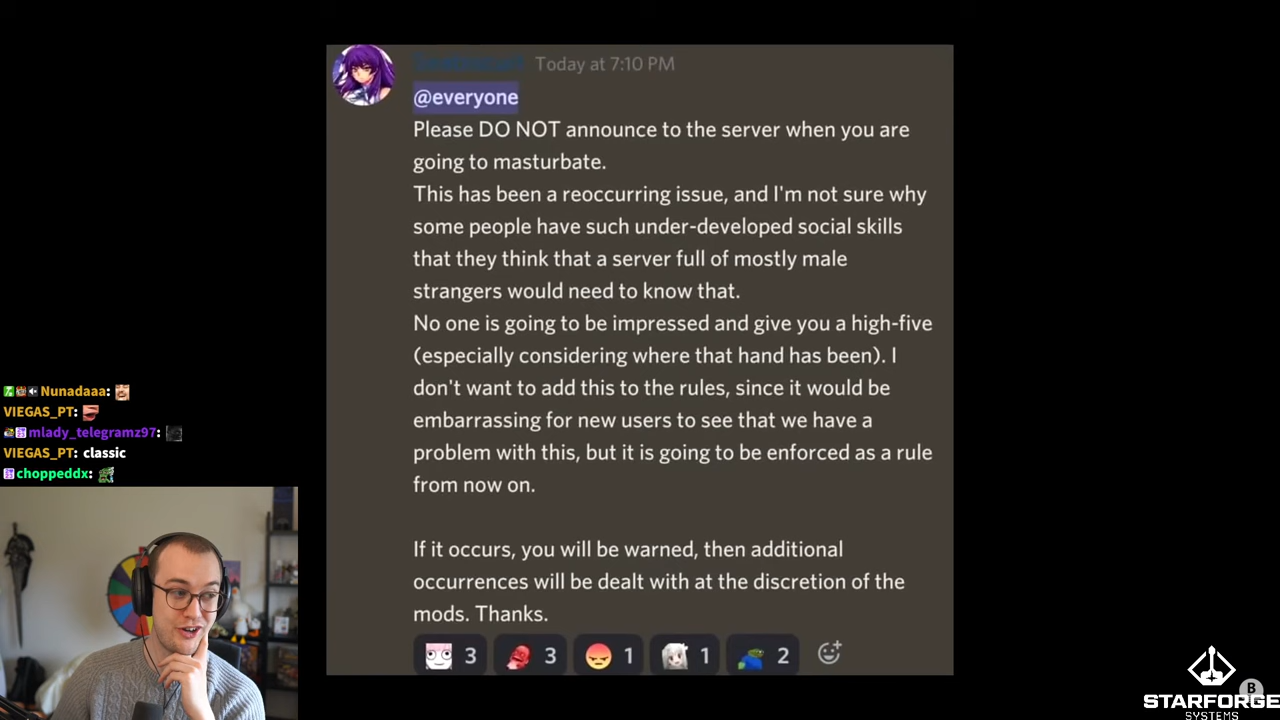 Today at 7:10 PM
@everyone
Please DO NOT announce to the server when you are
going to masturbate.
This has been a reoccurring issue, and I'm not sure why
some people have such under-developed social skills
that they think that a server full of mostly male
strangers would need to know that.
No one is going to be impressed and give you a high-five
(especially considering where that hand has been). I
don't want to add this to the rules, since it would be
embarrassing for new users to see that we have a
problem with this, but it is going to be enforced as a rule
from now on.
If it occurs, you will be warned, then additional
occurrences will be dealt with at the discretion of the
mods. Thanks.
3 3 1 1 2
Nunadaaa:
VIEGAS_PT:
mlady_telegramz97:
VIEGAS_PT: classic
choppeddx:
B
STARFORGE
SYSTEMS